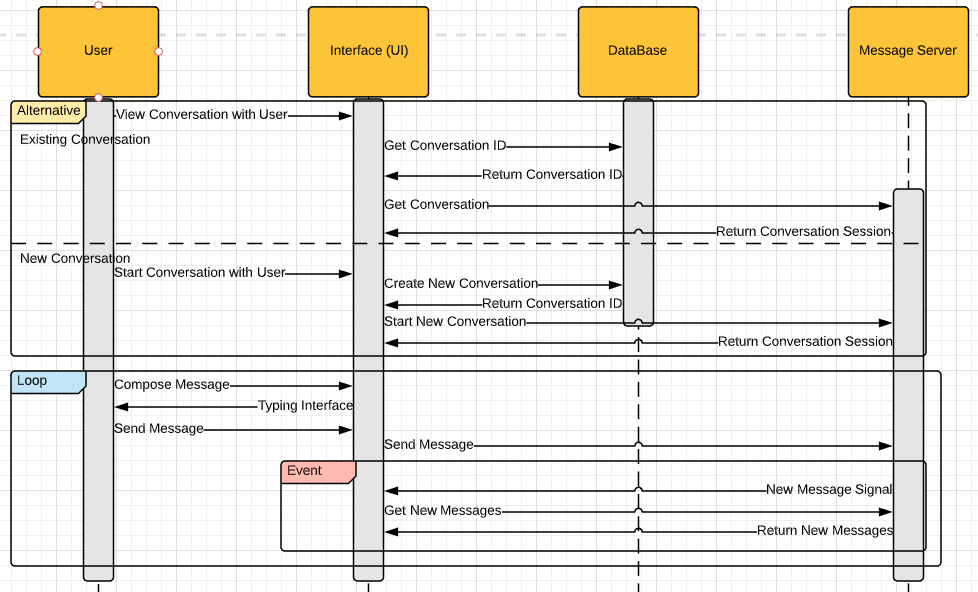 User
Interface (UI)
DataBase
Message Server
Alternative
View Conversation with User
Existing Conversation
Get Conversation ID
Return Conversation ID
Get Conversation
Return Conversation Session
New Conversation
Start Conversation with User
Create New Conversation
Return Conversation ID
Start New Conversation
Return Conversation Session
Loop
Compose Message
Typing Interface
Send Message
Send Message
Event
New Message Signal
Get New Messages
Return New Messages